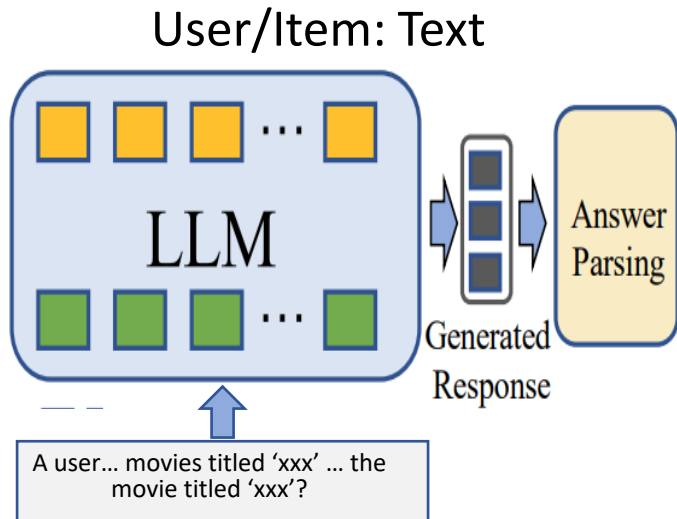 User/Item: Text
...
LLM
...
Answer
Parsing
Generated
Response
A user... movies titled ‘xxx’ ... the
movie titled ‘xxx’?